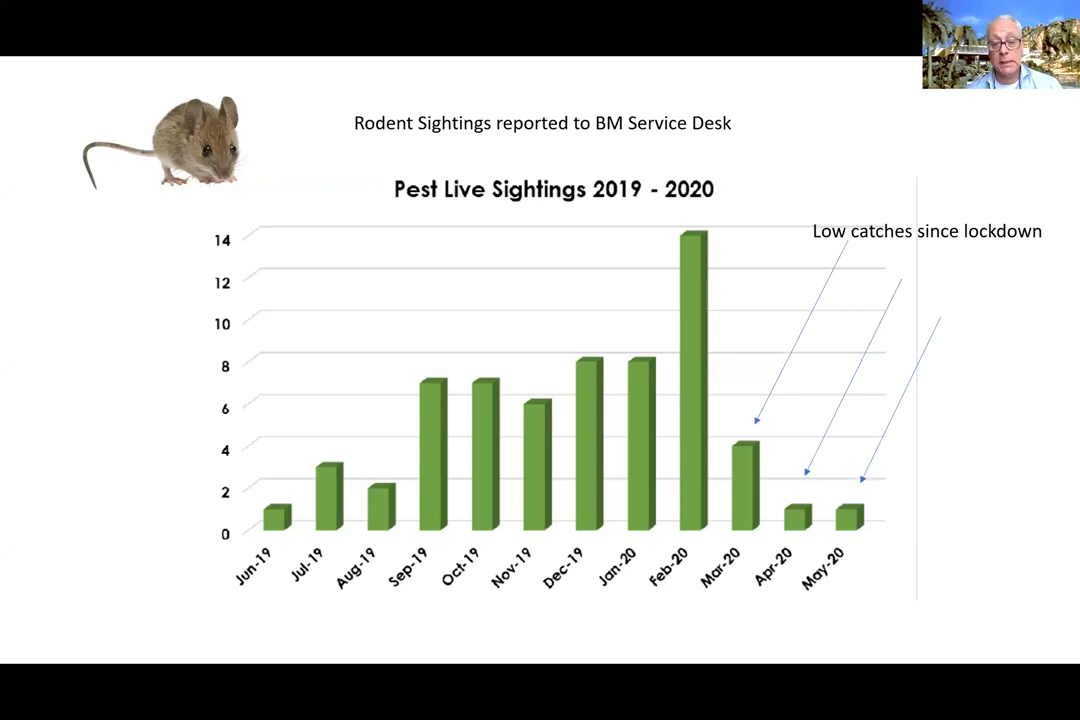 Rodent Sightings reported to BM Service Desk
Pest Live Sightings 2019 - 2020
Low catches since lockdown
14
12
10
8
6
4
2
0
Jun-19
Jul-19
Aug-19
Sep-19
Oct-19
Nov-19
Dec-19
Jan-20
Feb-20
Mar-20
Apr-20
May-20